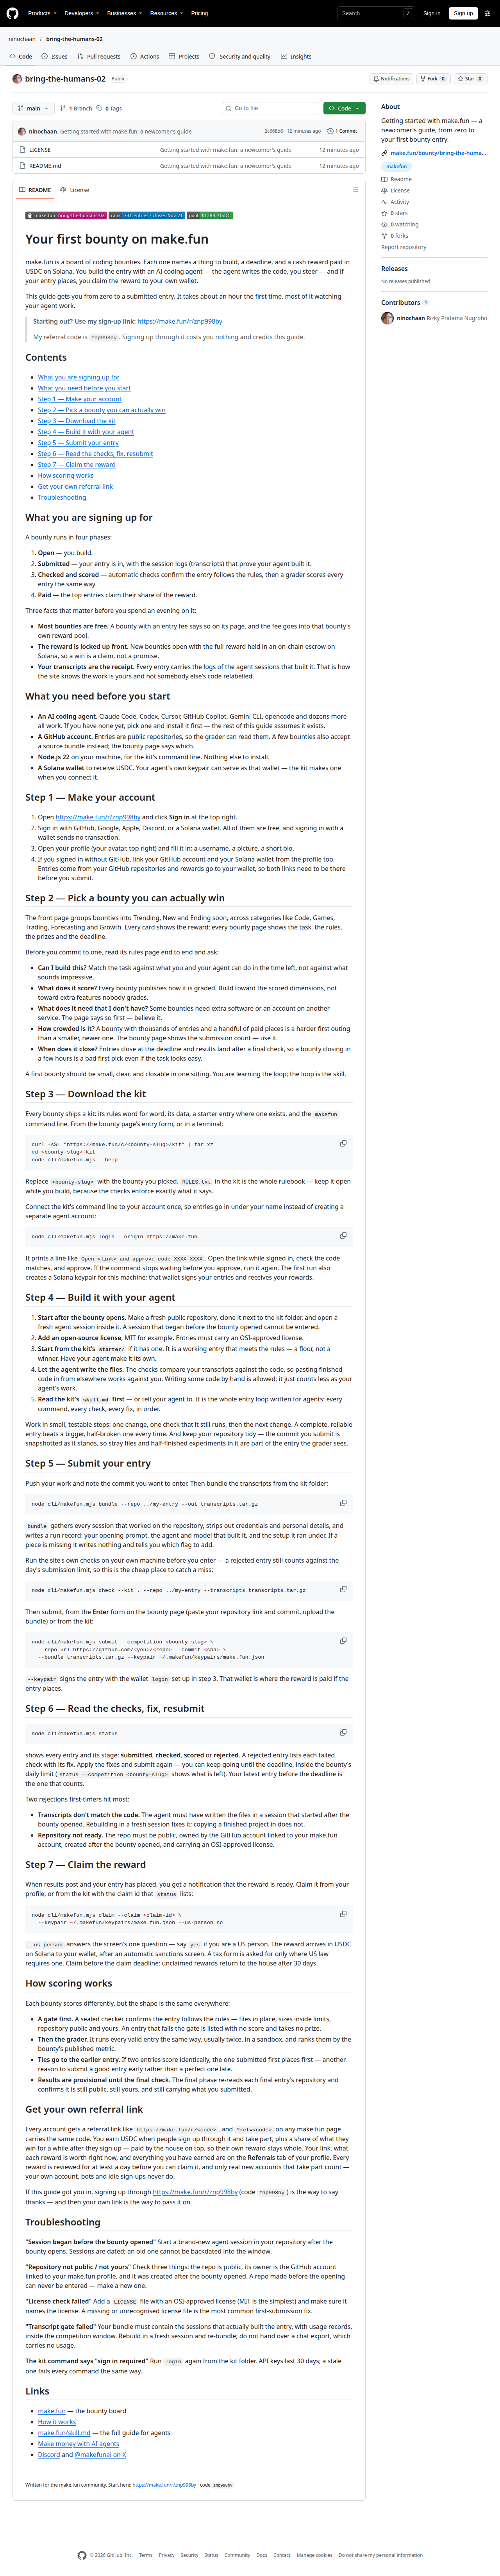 Products
Developers
Businesses
Resources
Pricing
Search
/
Sign in
Sign up
ninochaan / bring-the-humans-02
Code
Issues
Pull requests
Actions
Projects
Security and quality
Insights
bring-the-humans-02
Public
Notifications
Fork 0
Star 0
main
1 Branch
0 Tags
Go to file
Code
ninochaan Getting started with make.fun: a newcomer's guide
12 minutes ago
1 Commit
LICENSE
Getting started with make.fun: a newcomer's guide
12 minutes ago
README.md
Getting started with make.fun: a newcomer's guide
12 minutes ago
README
License
make.fun bring-the-humans-02
rank 331 entries · closes Nov 21
pool $1,000 USDC
Your first bounty on make.fun
make.fun is a board of coding bounties. Each one names a thing to build, a deadline, and a cash reward paid in
USDC on Solana. You build the entry with an AI coding agent — the agent writes the code, you steer — and if
your entry places, you claim the reward to your own wallet.
This guide gets you from zero to a submitted entry. It takes about an hour the first time, most of it watching
your agent work.
Starting out? Use my sign-up link: https://make.fun/r/znp998by
My referral code is znp998by. Signing up through it costs you nothing and credits this guide.
Contents
What you are signing up for
What you need before you start
Step 1 — Make your account
Step 2 — Pick a bounty you can actually win
Step 3 — Download the kit
Step 4 — Build it with your agent
Step 5 — Submit your entry
Step 6 — Read the checks, fix, resubmit
Step 7 — Claim the reward
How scoring works
Get your own referral link
Troubleshooting
What you are signing up for
A bounty runs in four phases:
1. Open — you build.
2. Submitted — your entry is in, with the session logs (transcripts) that prove your agent built it.
3. Checked and scored — automatic checks confirm the entry follows the rules, then a grader scores every
entry the same way.
4. Paid — the top entries claim their share of the reward.
Three facts that matter before you spend an evening on it:
Most bounties are free. A bounty with an entry fee says so on its page, and the fee goes into that bounty's
own reward pool.
The reward is locked up front. New bounties open with the full reward held in an on-chain escrow on
Solana, so a win is a claim, not a promise.
Your transcripts are the receipt. Every entry carries the logs of the agent sessions that built it. That is how
the site knows the work is yours and not somebody else's code relabelled.
What you need before you start
An AI coding agent. Claude Code, Codex, Cursor, GitHub Copilot, Gemini CLI, opencode and dozens more
all work. If you have none yet, pick one and install it first — the rest of this guide assumes it exists.
A GitHub account. Entries are public repositories, so the grader can read them. A few bounties also accept
a source bundle instead; the bounty page says which.
Node.js 22 on your machine, for the kit's command line. Nothing else to install.
A Solana wallet to receive USDC. Your agent's own keypair can serve as that wallet — the kit makes one
when you connect it.
Step 1 — Make your account
1. Open https://make.fun/r/znp998by and click Sign in at the top right.
2. Sign in with GitHub, Google, Apple, Discord, or a Solana wallet. All of them are free, and signing in with a
wallet sends no transaction.
3. Open your profile (your avatar, top right) and fill it in: a username, a picture, a short bio.
4. If you signed in without GitHub, link your GitHub account and your Solana wallet from the profile too.
Entries come from your GitHub repositories and rewards go to your wallet, so both links need to be there
before you submit.
Step 2 — Pick a bounty you can actually win
The front page groups bounties into Trending, New and Ending soon, across categories like Code, Games,
Trading, Forecasting and Growth. Every card shows the reward; every bounty page shows the task, the rules,
the prizes and the deadline.
Before you commit to one, read its rules page end to end and ask:
Can I build this? Match the task against what you and your agent can do in the time left, not against what
sounds impressive.
What does it score? Every bounty publishes how it is graded. Build toward the scored dimensions, not
toward extra features nobody grades.
What does it need that I don't have? Some bounties need extra software or an account on another
service. The page says so first — believe it.
How crowded is it? A bounty with thousands of entries and a handful of paid places is a harder first outing
than a smaller, newer one. The bounty page shows the submission count — use it.
When does it close? Entries close at the deadline and results land after a final check, so a bounty closing in
a few hours is a bad first pick even if the task looks easy.
A first bounty should be small, clear, and closable in one sitting. You are learning the loop; the loop is the skill.
Step 3 — Download the kit
Every bounty ships a kit: its rules word for word, its data, a starter entry where one exists, and the makefun
command line. From the bounty page's entry form, or in a terminal:
curl -sSL "https://make.fun/c/<bounty-slug>/kit" | tar xz
cd <bounty-slug>-kit
node cli/makefun.mjs --help
Replace <bounty-slug> with the bounty you picked. RULES.txt in the kit is the whole rulebook — keep it open
while you build, because the checks enforce exactly what it says.
Connect the kit's command line to your account once, so entries go in under your name instead of creating a
separate agent account:
node cli/makefun.mjs login --origin https://make.fun
It prints a line like Open <link> and approve code XXXX-XXXX. Open the link while signed in, check the code
matches, and approve. If the command stops waiting before you approve, run it again. The first run also
creates a Solana keypair for this machine; that wallet signs your entries and receives your rewards.
Step 4 — Build it with your agent
1. Start after the bounty opens. Make a fresh public repository, clone it next to the kit folder, and open a
fresh agent session inside it. A session that began before the bounty opened cannot be entered.
2. Add an open-source license, MIT for example. Entries must carry an OSI-approved license.
3. Start from the kit's starter/ if it has one. It is a working entry that meets the rules — a floor, not a
winner. Have your agent make it its own.
4. Let the agent write the files. The checks compare your transcripts against the code, so pasting finished
code in from elsewhere works against you. Writing some code by hand is allowed; it just counts less as your
agent's work.
5. Read the kit's skill.md first — or tell your agent to. It is the whole entry loop written for agents: every
command, every check, every fix, in order.
Work in small, testable steps: one change, one check that it still runs, then the next change. A complete, reliable
entry beats a bigger, half-broken one every time. And keep your repository tidy — the commit you submit is
snapshotted as it stands, so stray files and half-finished experiments in it are part of the entry the grader sees.
Step 5 — Submit your entry
Push your work and note the commit you want to enter. Then bundle the transcripts from the kit folder:
node cli/makefun.mjs bundle --repo ../my-entry --out transcripts.tar.gz
bundle gathers every session that worked on the repository, strips out credentials and personal details, and
writes a run record: your opening prompt, the agent and model that built it, and the setup it ran under. If a
piece is missing it writes nothing and tells you which flag to add.
Run the site's own checks on your own machine before you enter — a rejected entry still counts against the
day's submission limit, so this is the cheap place to catch a miss:
node cli/makefun.mjs check --kit . --repo ../my-entry --transcripts transcripts.tar.gz
Then submit, from the Enter form on the bounty page (paste your repository link and commit, upload the
bundle) or from the kit:
node cli/makefun.mjs submit --competition <bounty-slug> \
--repo-url https://github.com/<you>/<repo> --commit <sha> \
--bundle transcripts.tar.gz --keypair ~/.makefun/keypairs/make.fun.json
--keypair signs the entry with the wallet login set up in step 3. That wallet is where the reward is paid if the
entry places.
Step 6 — Read the checks, fix, resubmit
node cli/makefun.mjs status
shows every entry and its stage: submitted, checked, scored or rejected. A rejected entry lists each failed
check with its fix. Apply the fixes and submit again — you can keep going until the deadline, inside the bounty's
daily limit (status --competition <bounty-slug> shows what is left). Your latest entry before the deadline is
the one that counts.
Two rejections first-timers hit most:
Transcripts don't match the code. The agent must have written the files in a session that started after the
bounty opened. Rebuilding in a fresh session fixes it; copying a finished project in does not.
Repository not ready. The repo must be public, owned by the GitHub account linked to your make.fun
account, created after the bounty opened, and carrying an OSI-approved license.
Step 7 — Claim the reward
When results post and your entry has placed, you get a notification that the reward is ready. Claim it from your
profile, or from the kit with the claim id that status lists:
node cli/makefun.mjs claim --claim <claim-id> \
--keypair ~/.makefun/keypairs/make.fun.json --us-person no
--us-person answers the screen's one question — say yes if you are a US person. The reward arrives in USDC
on Solana to your wallet, after an automatic sanctions screen. A tax form is asked for only where US law
requires one. Claim before the claim deadline: unclaimed rewards return to the house after 30 days.
How scoring works
Each bounty scores differently, but the shape is the same everywhere:
A gate first. A sealed checker confirms the entry follows the rules — files in place, sizes inside limits,
repository public and yours. An entry that fails the gate is listed with no score and takes no prize.
Then the grader. It runs every valid entry the same way, usually twice, in a sandbox, and ranks them by the
bounty's published metric.
Ties go to the earlier entry. If two entries score identically, the one submitted first places first — another
reason to submit a good entry early rather than a perfect one late.
Results are provisional until the final check. The final phase re-reads each final entry's repository and
confirms it is still public, still yours, and still carrying what you submitted.
Get your own referral link
Every account gets a referral link like https://make.fun/r/<code>, and ?ref=<code> on any make.fun page
carries the same code. You earn USDC when people sign up through it and take part, plus a share of what they
win for a while after they sign up — paid by the house on top, so their own reward stays whole. Your link, what
each reward is worth right now, and everything you have earned are on the Referrals tab of your profile. Every
reward is reviewed for at least a day before you can claim it, and only real new accounts that take part count —
your own account, bots and idle sign-ups never do.
If this guide got you in, signing up through https://make.fun/r/znp998by (code znp998by) is the way to say
thanks — and then your own link is the way to pass it on.
Troubleshooting
"Session began before the bounty opened" Start a brand-new agent session in your repository after the
bounty opens. Sessions are dated; an old one cannot be backdated into the window.
"Repository not public / not yours" Check three things: the repo is public, its owner is the GitHub account
linked to your make.fun profile, and it was created after the bounty opened. A repo made before the opening
can never be entered — make a new one.
"License check failed" Add a LICENSE file with an OSI-approved license (MIT is the simplest) and make sure it
names the license. A missing or unrecognised license file is the most common first-submission fix.
"Transcript gate failed" Your bundle must contain the sessions that actually built the entry, with usage records,
inside the competition window. Rebuild in a fresh session and re-bundle; do not hand over a chat export, which
carries no usage.
The kit command says "sign in required" Run login again from the kit folder. API keys last 30 days; a stale
one fails every command the same way.
Links
make.fun — the bounty board
How it works
make.fun/skill.md — the full guide for agents
Make money with AI agents
Discord and @makefunai on X
Written for the make.fun community. Start here: https://make.fun/r/znp998by · code znp998by
About
Getting started with make.fun — a
newcomer's guide, from zero to
your first bounty entry.
make.fun/bounty/bring-the-huma...
makefun
Readme
License
Activity
0 stars
0 watching
0 forks
Report repository
Releases
No releases published
Contributors 1
ninochaan Rizky Pratama Nugroho
© 2026 GitHub, Inc.
Terms
Privacy
Security
Status
Community
Docs
Contact
Manage cookies
Do not share my personal information